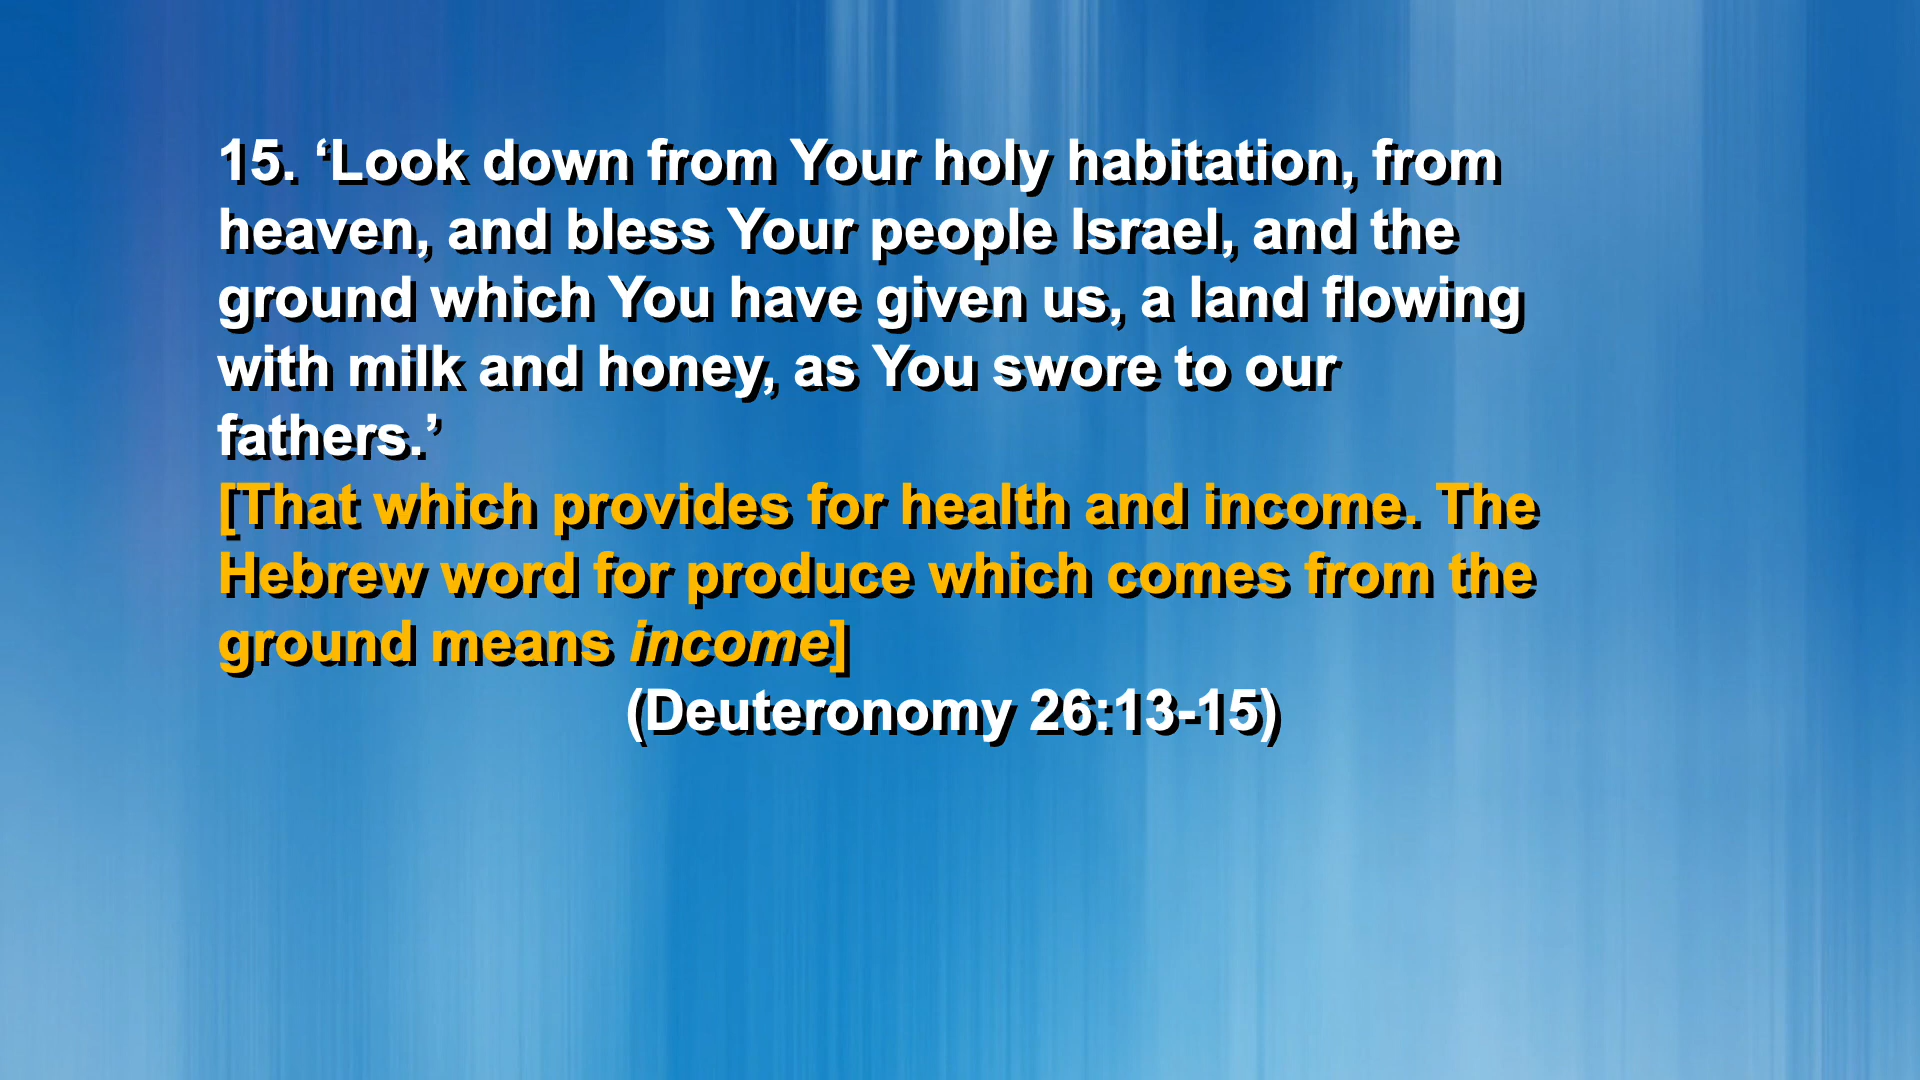 15. ‘Look down from Your holy habitation, from
heaven, and bless Your people Israel, and the
ground which You have given us, a land flowing
with milk and honey, as You swore to our
fathers.’
[That which provides for health and income. The
Hebrew word for produce which comes from the
ground means income]
(Deuteronomy 26:13-15)